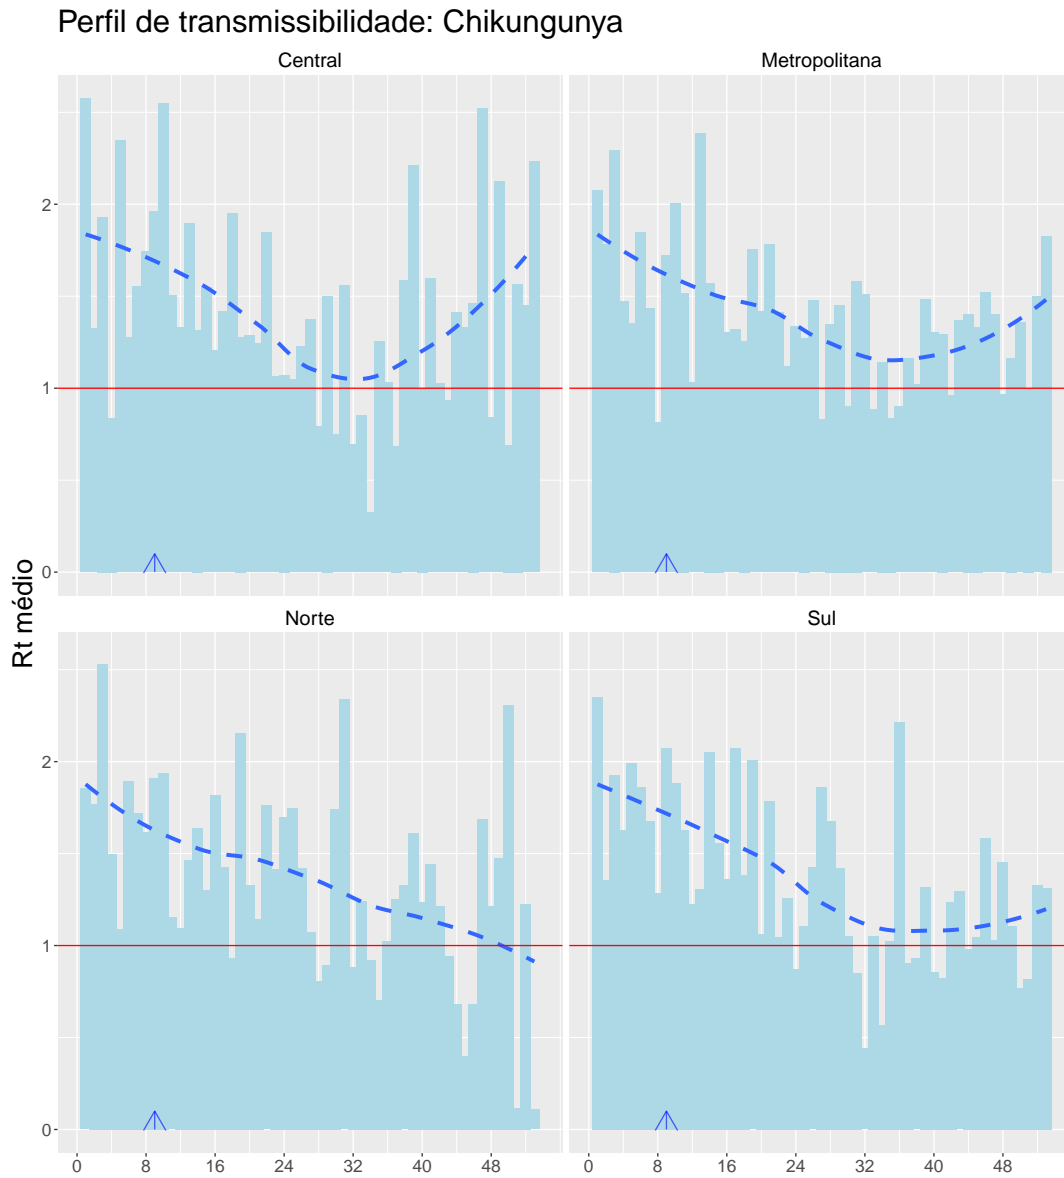 Perfil de transmissibilidade: Chikungunya
Central
Metropolitana
2
1
0
Rt médio
Norte
Sul
2
1
0
0 8 16 24 32 40 48
0 8 16 24 32 40 48